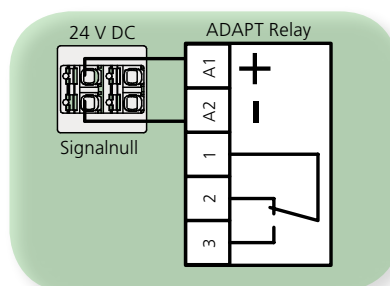 24 V DC
ADAPT Relay
A1
+
A2
-
Signalnull
1
2
3